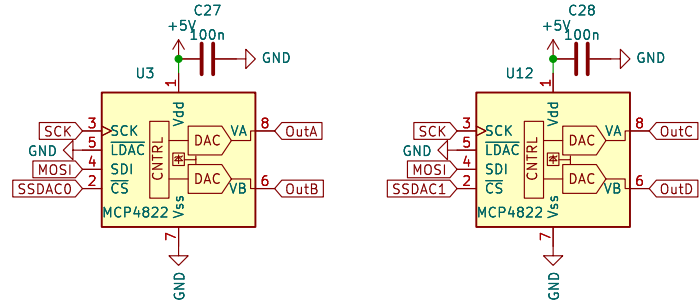 C27
+5V
100n
GND
U3
1
Vdd
SCK
3
SCK
GND
5
LDAC
MOSI
4
SDI
SSDAC0
2
CS
CNTRL
DAC
DAC
VA
8
OutA
VB
6
OutB
MCP4822
Vss
7
GND
C28
+5V
100n
GND
U12
1
Vdd
SCK
3
SCK
GND
5
LDAC
MOSI
4
SDI
SSDAC1
2
CS
CNTRL
DAC
DAC
VA
8
OutC
VB
6
OutD
MCP4822
Vss
7
GND